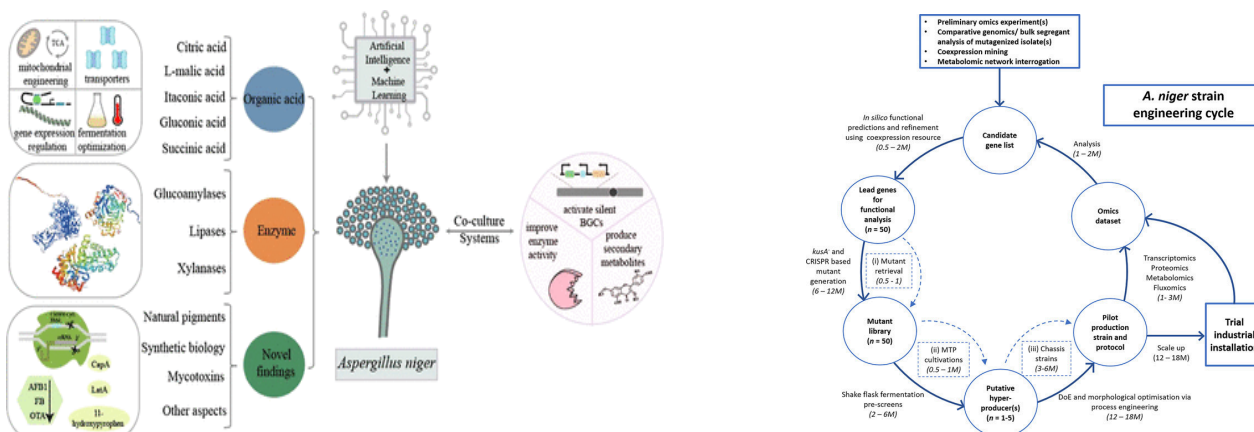 TCA
mitochondrial
engineering
transporters
gene expression
regulation
fermentation
optimization
Citric acid
L-malic acid
Itaconic acid
Gluconic acid
Succinic acid
Organic acid
Glucoamylases
Lipases
Xylanases
Enzyme
CapA
LatA
AFB1
FB
OTA
11-
hydroxypyrophen
Natural pigments
Synthetic biology
Mycotoxins
Other aspects
Novel
findings
Artificial
Intelligence
+
Machine
Learning
Aspergillus niger
Co-culture
Systems
activate silent
BGCs
improve
enzyme
activity
produce
secondary
metabolites
• Preliminary omics experiment(s)
• Comparative genomics/ bulk segregant
analysis of mutagenized isolate(s)
• Coexpression mining
• Metabolomic network interrogation
A. niger strain
engineering cycle
Candidate
gene list
In silico functional
predictions and refinement
using coexpression resource
(0.5 – 2M)
Lead genes
for functional
analysis
(n = 50)
kusA⁻ and
CRISPR based
mutant
generation
(6 – 12M)
(i) Mutant
retrieval
(0.5 - 1)
Mutant
library
(n = 50)
(ii) MTP
cultivations
(0.5 – 1M)
Shake flask fermentation
pre-screens
(2 – 6M)
Putative
hyper-
producer(s)
(n = 1-5)
(iii) Chassis
strains
(3-6M)
DoE and morphological optimisation via
process engineering
(12 – 18M)
Pilot
production
strain and
protocol
Scale up
(12 – 18M)
Trial
industrial
installation
Transcriptomics
Proteomics
Metabolomics
Fluxomics
(1- 3M)
Omics
dataset
Analysis
(1 – 2M)